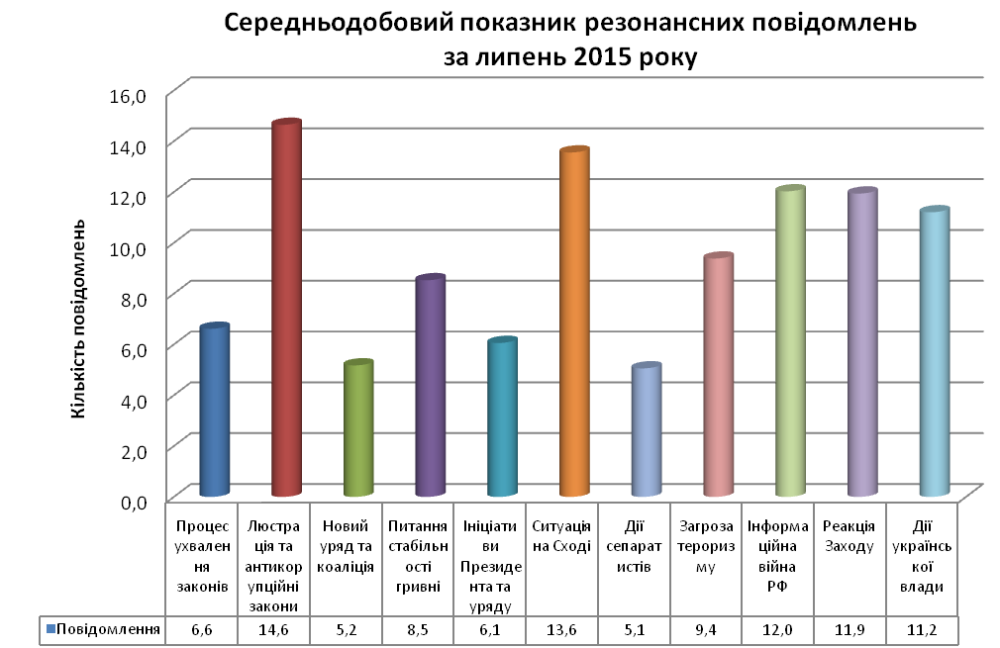 Середньодобовий показник резонансних повідомлень
за липень 2015 року
Кількість повідомлень
16,0
14,0
12,0
10,0
8,0
6,0
4,0
2,0
0,0
Процес
ухвален
ня
законів
Люстра
ція та
антикор
упційні
закони
Новий
уряд та
коаліція
Питання
стабільн
ості
гривні
Ініціати
ви
Президе
нта та
уряду
Ситуація
на Сході
Дії
сепарат
истів
Загроза
терориз
му
Інформа
ційна
війна
РФ
Реакція
Заходу
Дії
українсь
кої
влади
Повідомлення 6,6 14,6 5,2 8,5 6,1 13,6 5,1 9,4 12,0 11,9 11,2